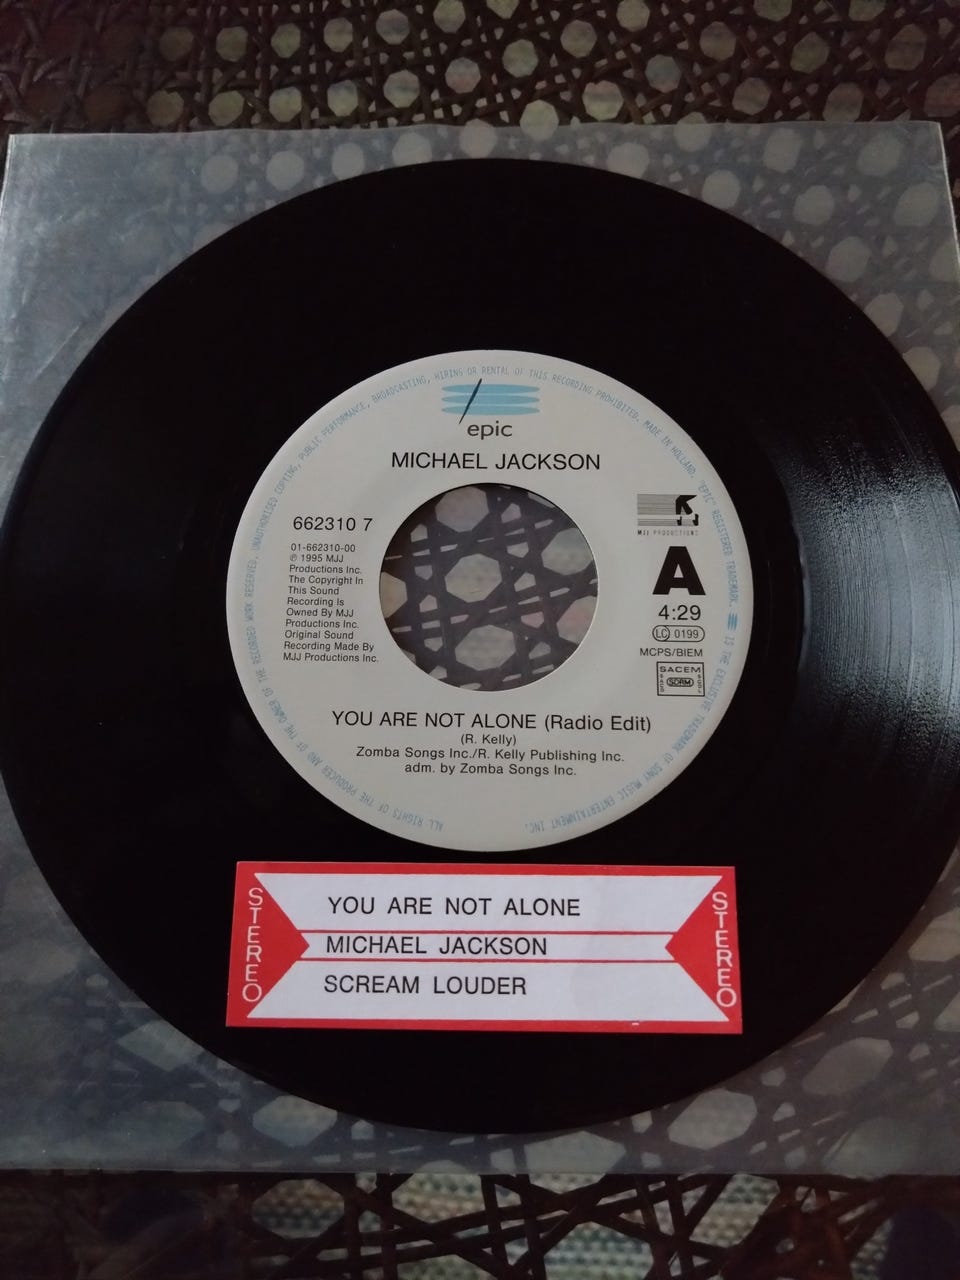 ALL RIGHTS OF THE PRODUCER AND OF THE OWNER OF THE RECORDED WORK RESERVED. UNAUTHORISED COPYING, PUBLIC PERFORMANCE, BROADCASTING, HIRING OR RENTAL OF THIS RECORDING PROHIBITED. MADE IN HOLLAND. "EPIC" REGISTERED TRADEMARK. IS THE EXCLUSIVE TRADEMARK OF SONY MUSIC ENTERTAINMENT INC.
epic
MICHAEL JACKSON
662310 7
01-662310-00
℗ 1995 MJJ
Productions Inc.
The Copyright In
This Sound
Recording Is
Owned By MJJ
Productions Inc.
Original Sound
Recording Made By
MJJ Productions Inc.
MJJ PRODUCTIONS
A
4:29
LC 0199
MCPS/BIEM
SACEM
SDRM
YOU ARE NOT ALONE (Radio Edit)
(R. Kelly)
Zomba Songs Inc./R. Kelly Publishing Inc.
adm. by Zomba Songs Inc.
STEREO
YOU ARE NOT ALONE
MICHAEL JACKSON
SCREAM LOUDER
STEREO